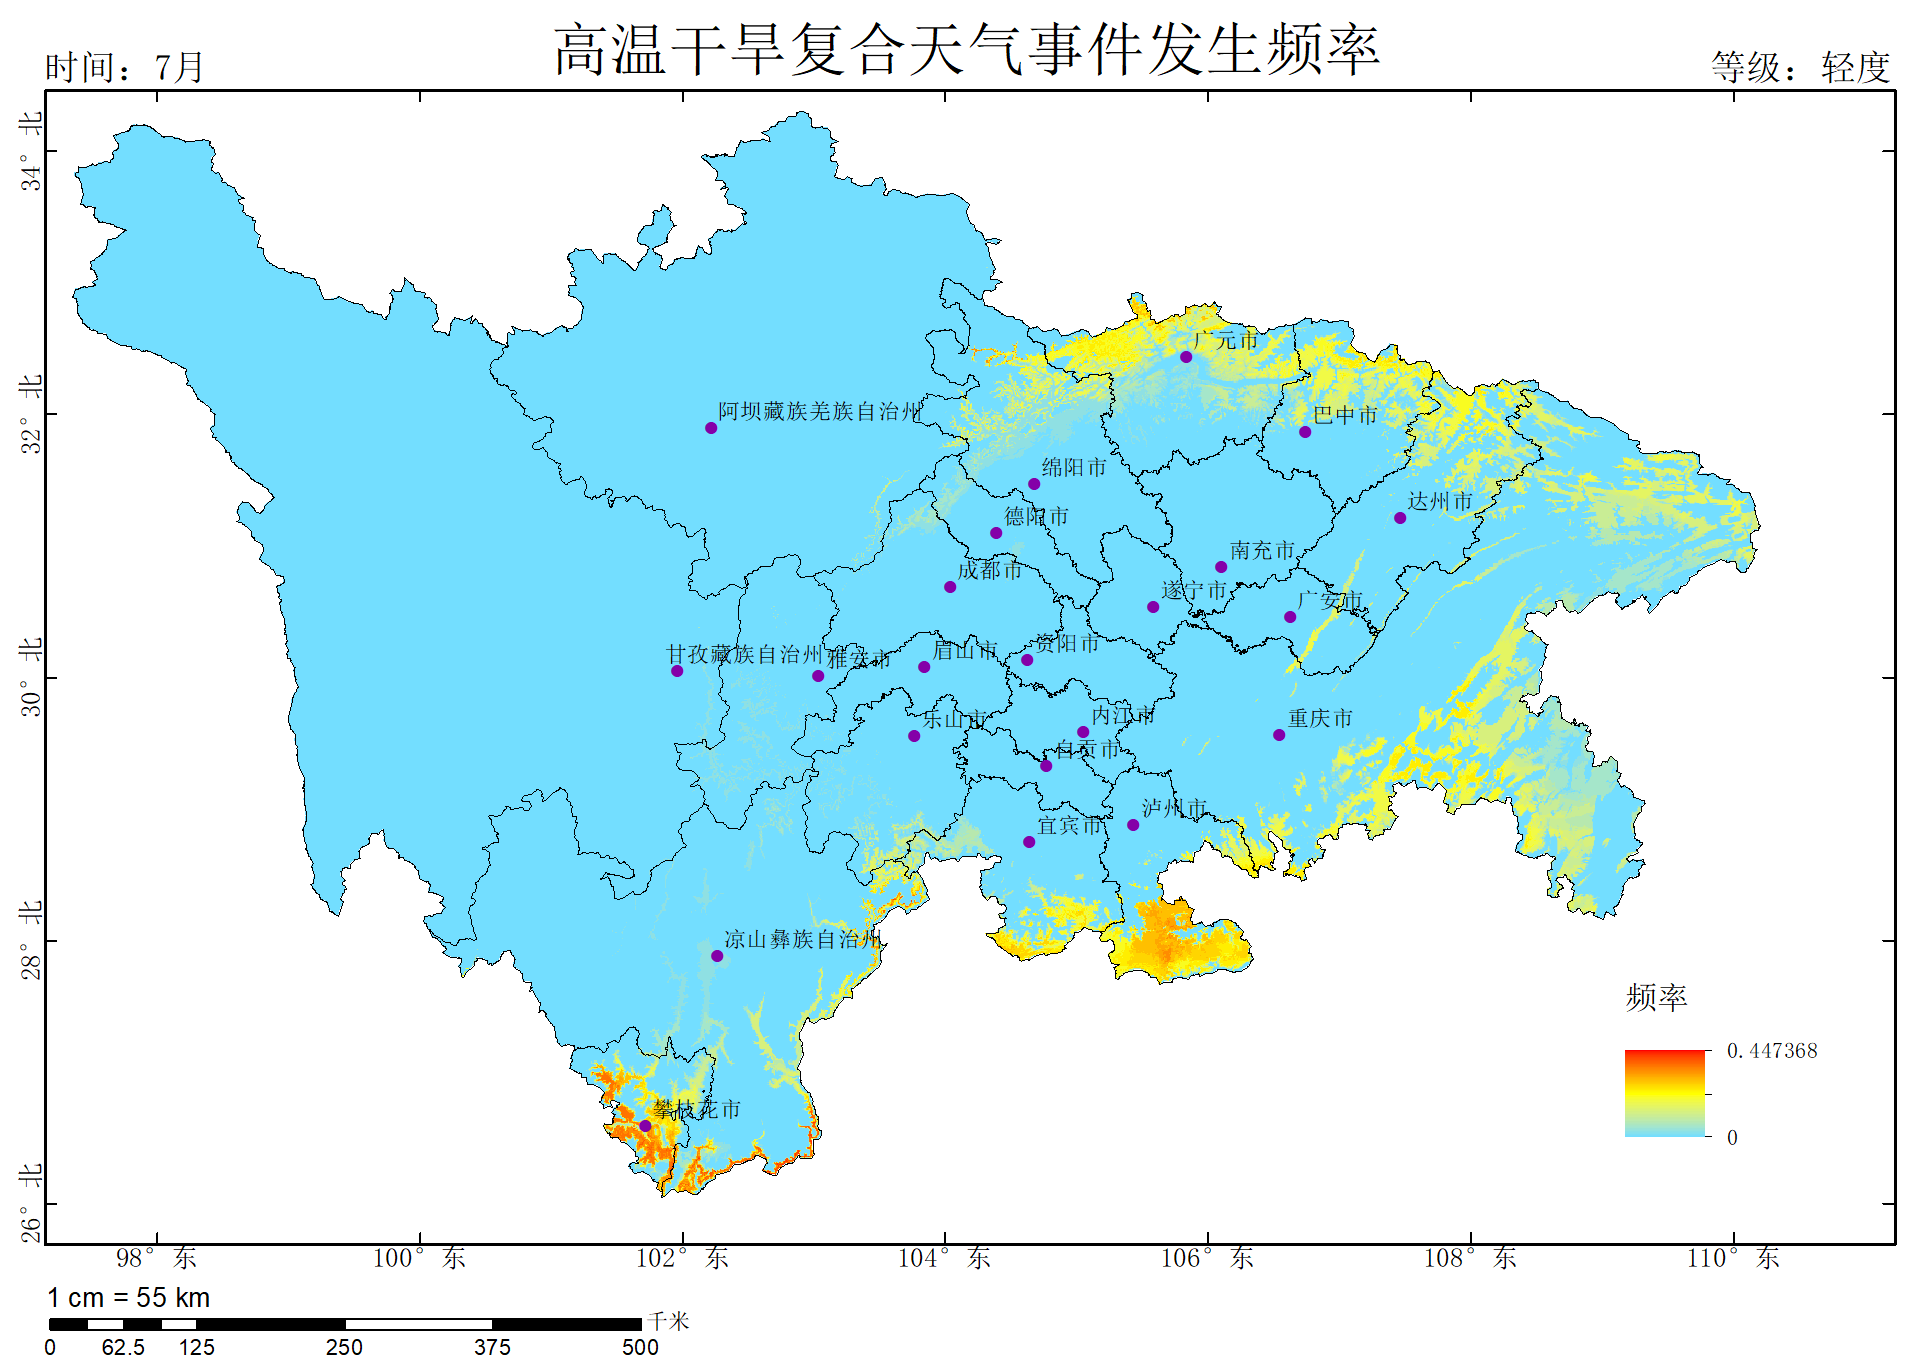 高温干旱复合天气事件发生频率
时间：7月
等级：轻度
34° 北
32° 北
30° 北
28° 北
26° 北
广元市
阿坝藏族羌族自治州
巴中市
绵阳市
达州市
德阳市
南充市
成都市
遂宁市
广安市
资阳市
眉山市
甘孜藏族自治州
雅安市
内江市
乐山市
重庆市
自贡市
泸州市
宜宾市
凉山彝族自治州
攀枝花市
频率
0.447368
0
98° 东
100° 东
102° 东
104° 东
106° 东
108° 东
110° 东
1 cm = 55 km
千米
0 62.5 125 250 375 500